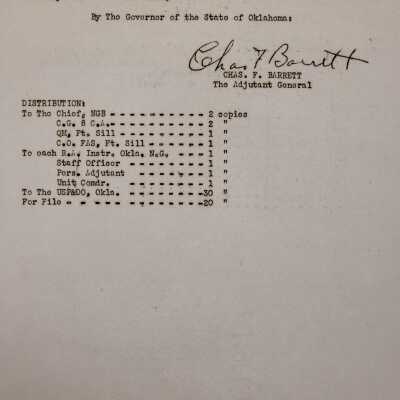 By Tho Governor of the State of Oklahoma:
Chas F Barrett
CHAS. F. BARRETT
The Adjutant General
DISTRIBUTION:
To Tho Chief, NGB - - - - - - - - - - 2 copies
C.G. 8 C.A.- - - - - - - - - - 2 "
QM, Ft. Sill - - - - - - - - - 1 "
C.O. FAS, Ft. Sill - - - - - - 1 "
To each R.A. Instr. Okla. N.G. - - - 1 "
Staff Officer - - - - - - - - 1 "
Pers. Adjutant - - - - - - - 1 "
Unit Comdr. - - - - - - - - - 1 "
To The USP&DO, Okla. - - - - - - - -30 "
For File - - - - - - - - - - - - - -20 "